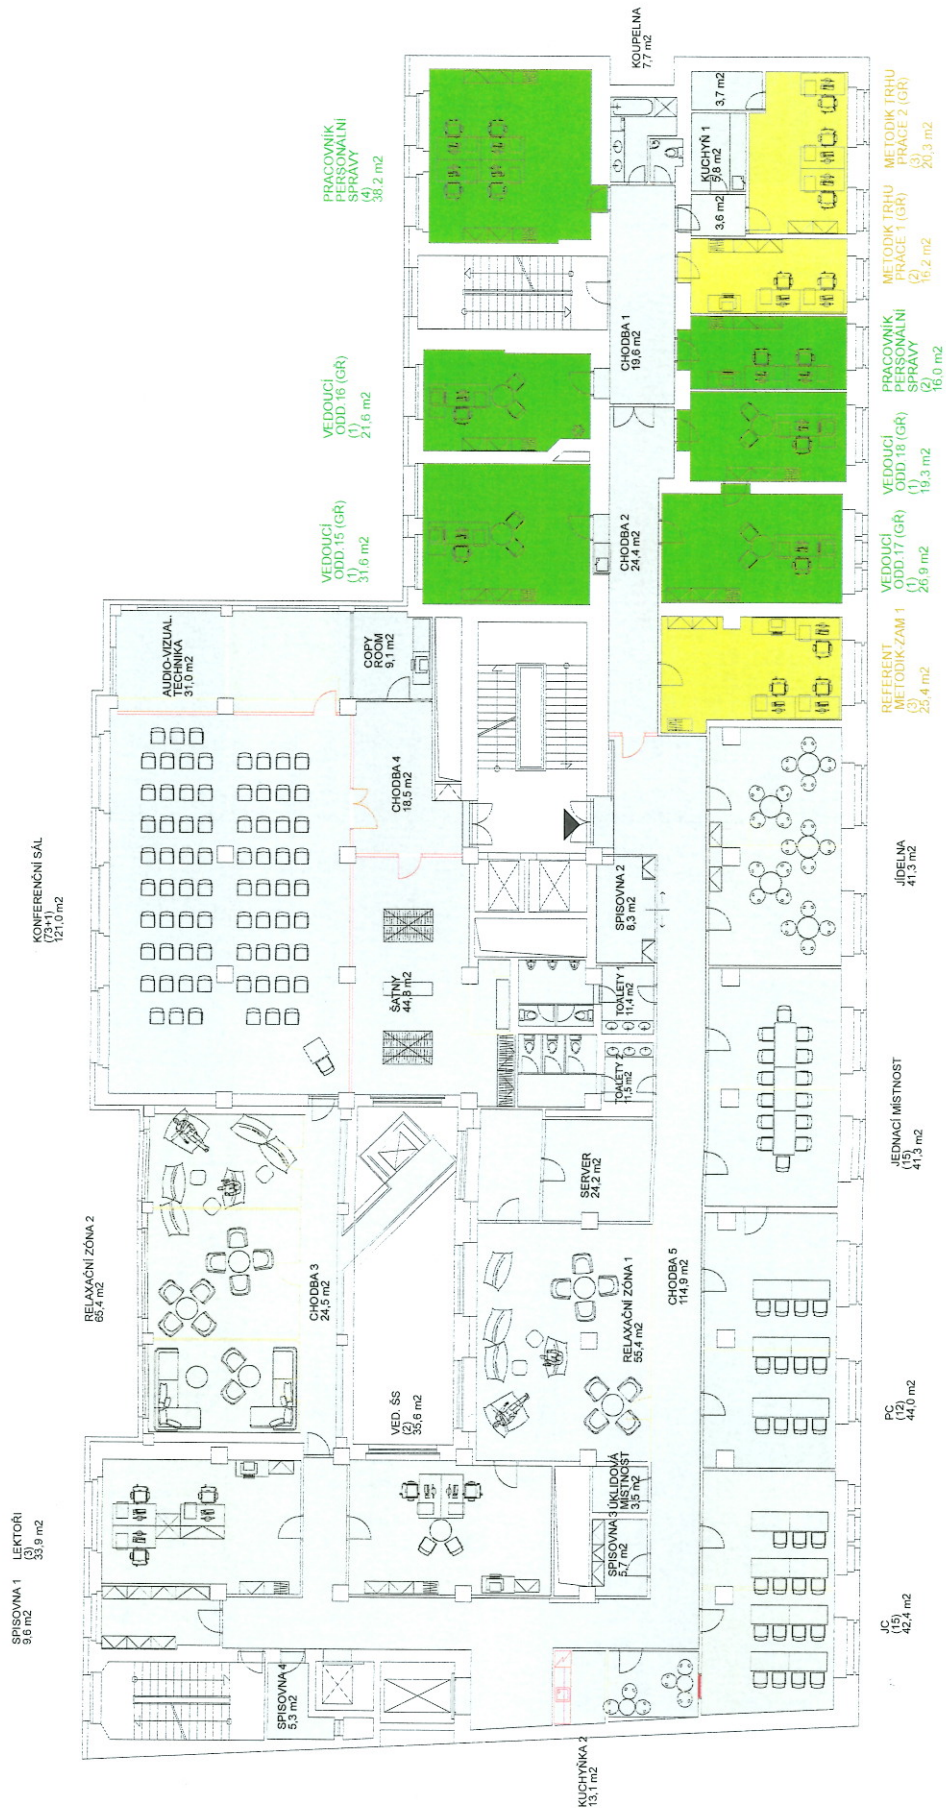 KOUPELNA
7,7 m2
PRACOVNÍK
PERSONÁLNÍ
SPRÁVY
(4)
38,2 m2
3,7 m2
KUCHYŇ 1
5,8 m2
3,6 m2
METODIK TRHU
PRÁCE 2 (GŘ)
(3)
20,3 m2
METODIK TRHU
PRÁCE 1 (GŘ)
(2)
16,2 m2
CHODBA 1
19,6 m2
PRACOVNÍK
PERSONÁLNÍ
SPRÁVY
(2)
16,0 m2
VEDOUCÍ
ODD.16 (GŘ)
(1)
21,6 m2
VEDOUCÍ
ODD.18 (GŘ)
(1)
19,3 m2
VEDOUCÍ
ODD.15 (GŘ)
(1)
31,6 m2
CHODBA 2
24,4 m2
VEDOUCÍ
ODD.17 (GŘ)
(1)
26,9 m2
AUDIO-VIZUAL.
TECHNIKA
31,0 m2
COPY
ROOM
9,1 m2
REFERENT
METODIK-ZAM 1
(3)
25,4 m2
KONFERENČNÍ SÁL
(73+1)
121,0 m2
CHODBA 4
18,5 m2
SPISOVNA 2
8,3 m2
JÍDELNA
41,3 m2
ŠATNY
44,8 m2
TOALETY 1
11,4 m2
TOALETY 2
11,5 m2
JEDNACÍ MÍSTNOST
(15)
41,3 m2
SERVER
24,2 m2
RELAXAČNÍ ZÓNA 2
65,4 m2
CHODBA 3
24,5 m2
RELAXAČNÍ ZÓNA 1
55,4 m2
CHODBA 5
114,9 m2
VED. ŠS
(2)
35,6 m2
PC
(12)
44,0 m2
LEKTOŘI
(3)
33,9 m2
SPISOVNA 1
9,6 m2
ÚKLIDOVÁ
MÍSTNOST
3,5 m2
SPISOVNA 3
5,7 m2
JC
(15)
42,4 m2
SPISOVNA 4
5,3 m2
KUCHYŇKA 2
13,1 m2